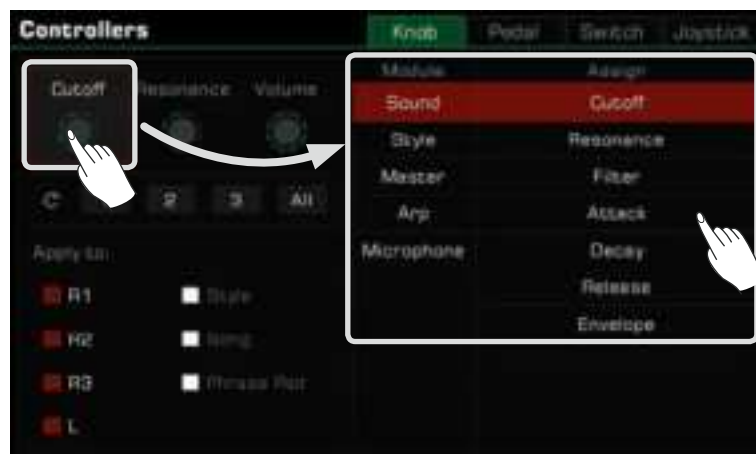 Controllers
Knob Pedal Switch Joystick
Cutoff Resonance Volume
Module Assign
Sound Cutoff
Style Resonance
Master Filter
Arp Attack
Microphone Decay
Release
Envelope
2 3 All
Apply to:
R1 Style
R2 Song
R3
L